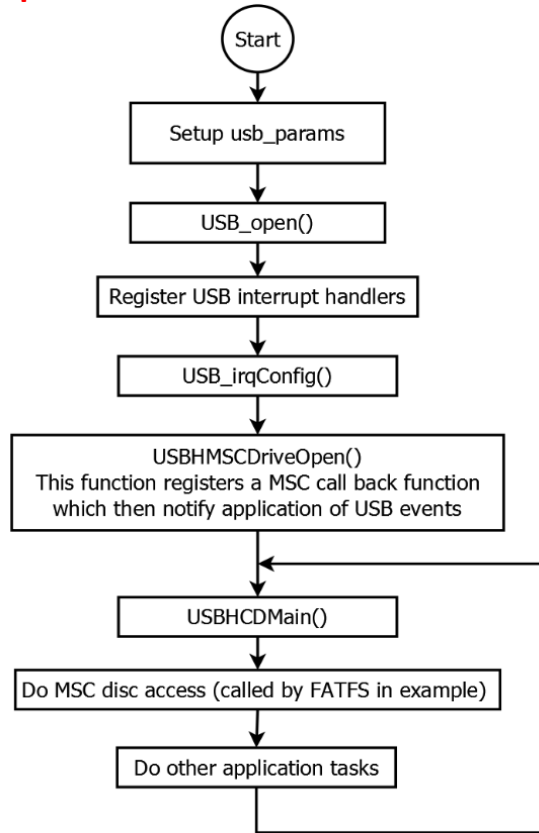 Start
Setup usb_params
USB_open()
Register USB interrupt handlers
USB_irqConfig()
USBHMSCDriveOpen()
This function registers a MSC call back function
which then notify application of USB events
USBHCDMain()
Do MSC disc access (called by FATFS in example)
Do other application tasks